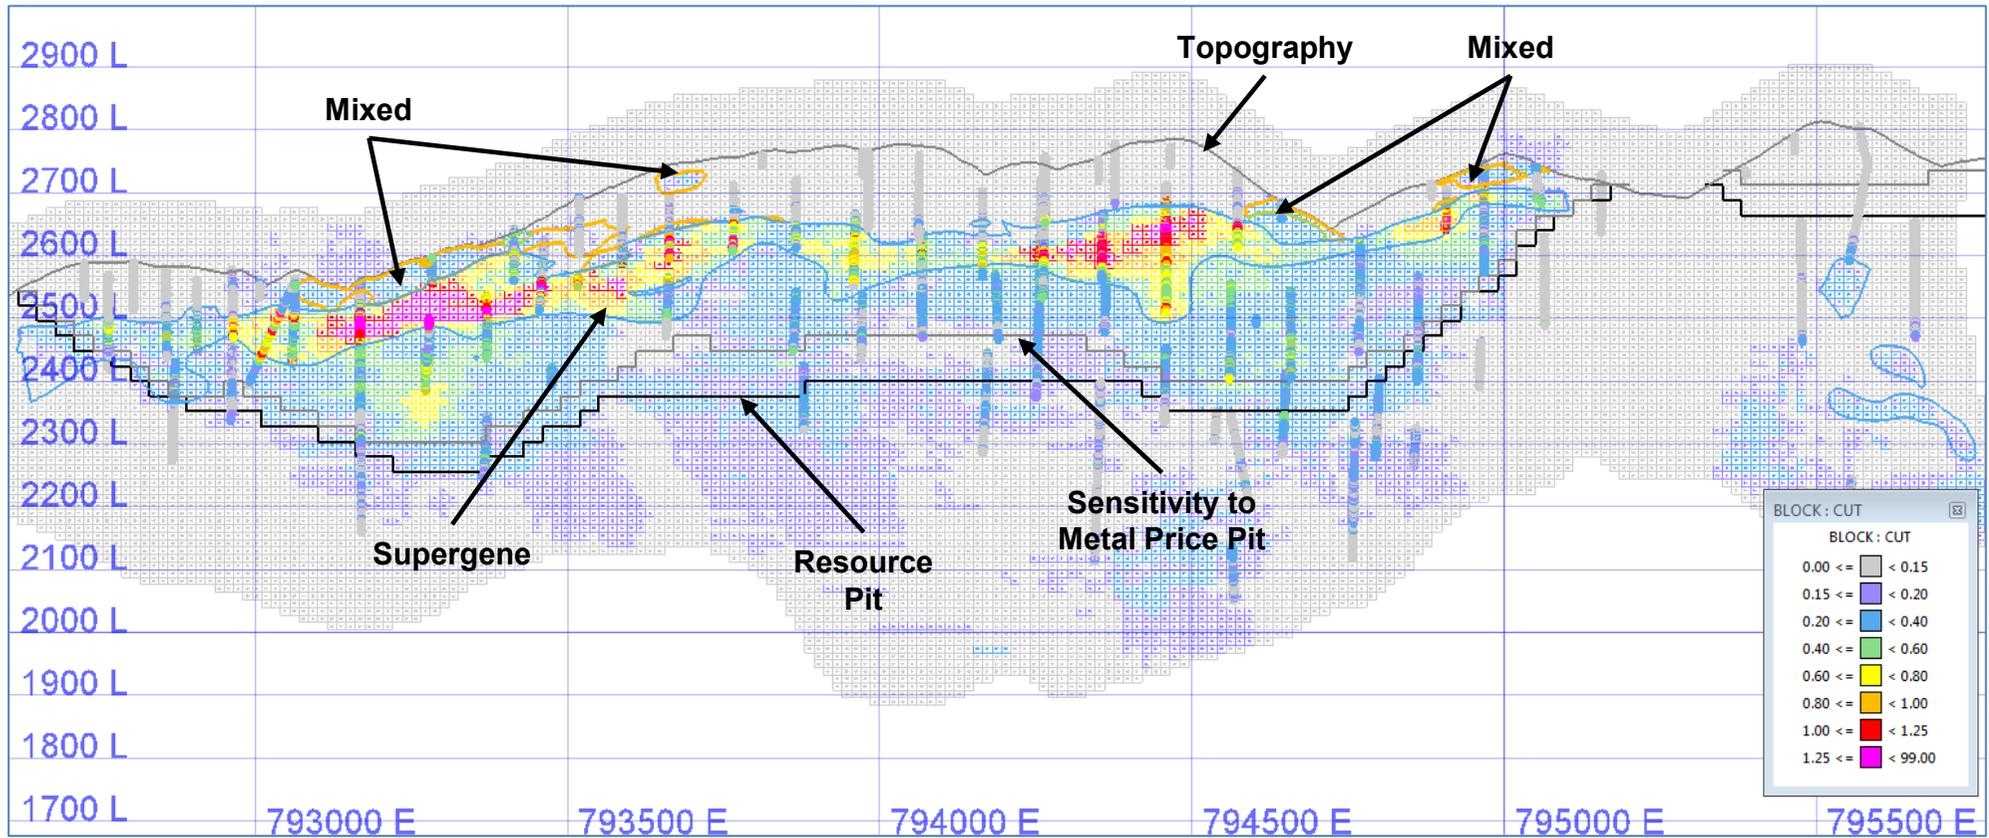 Topography
Mixed
2900 L
Mixed
2800 L
2700 L
2600 L
2500 L
2400 L
2300 L
2200 L
Sensitivity to
Metal Price Pit
Supergene
Resource
Pit
2100 L
2000 L
1900 L
1800 L
1700 L
793000 E
793500 E
794000 E
794500 E
795000 E
795500 E
BLOCK : CUT
BLOCK : CUT
0.00 <= < 0.15
0.15 <= < 0.20
0.20 <= < 0.40
0.40 <= < 0.60
0.60 <= < 0.80
0.80 <= < 1.00
1.00 <= < 1.25
1.25 <= < 99.00